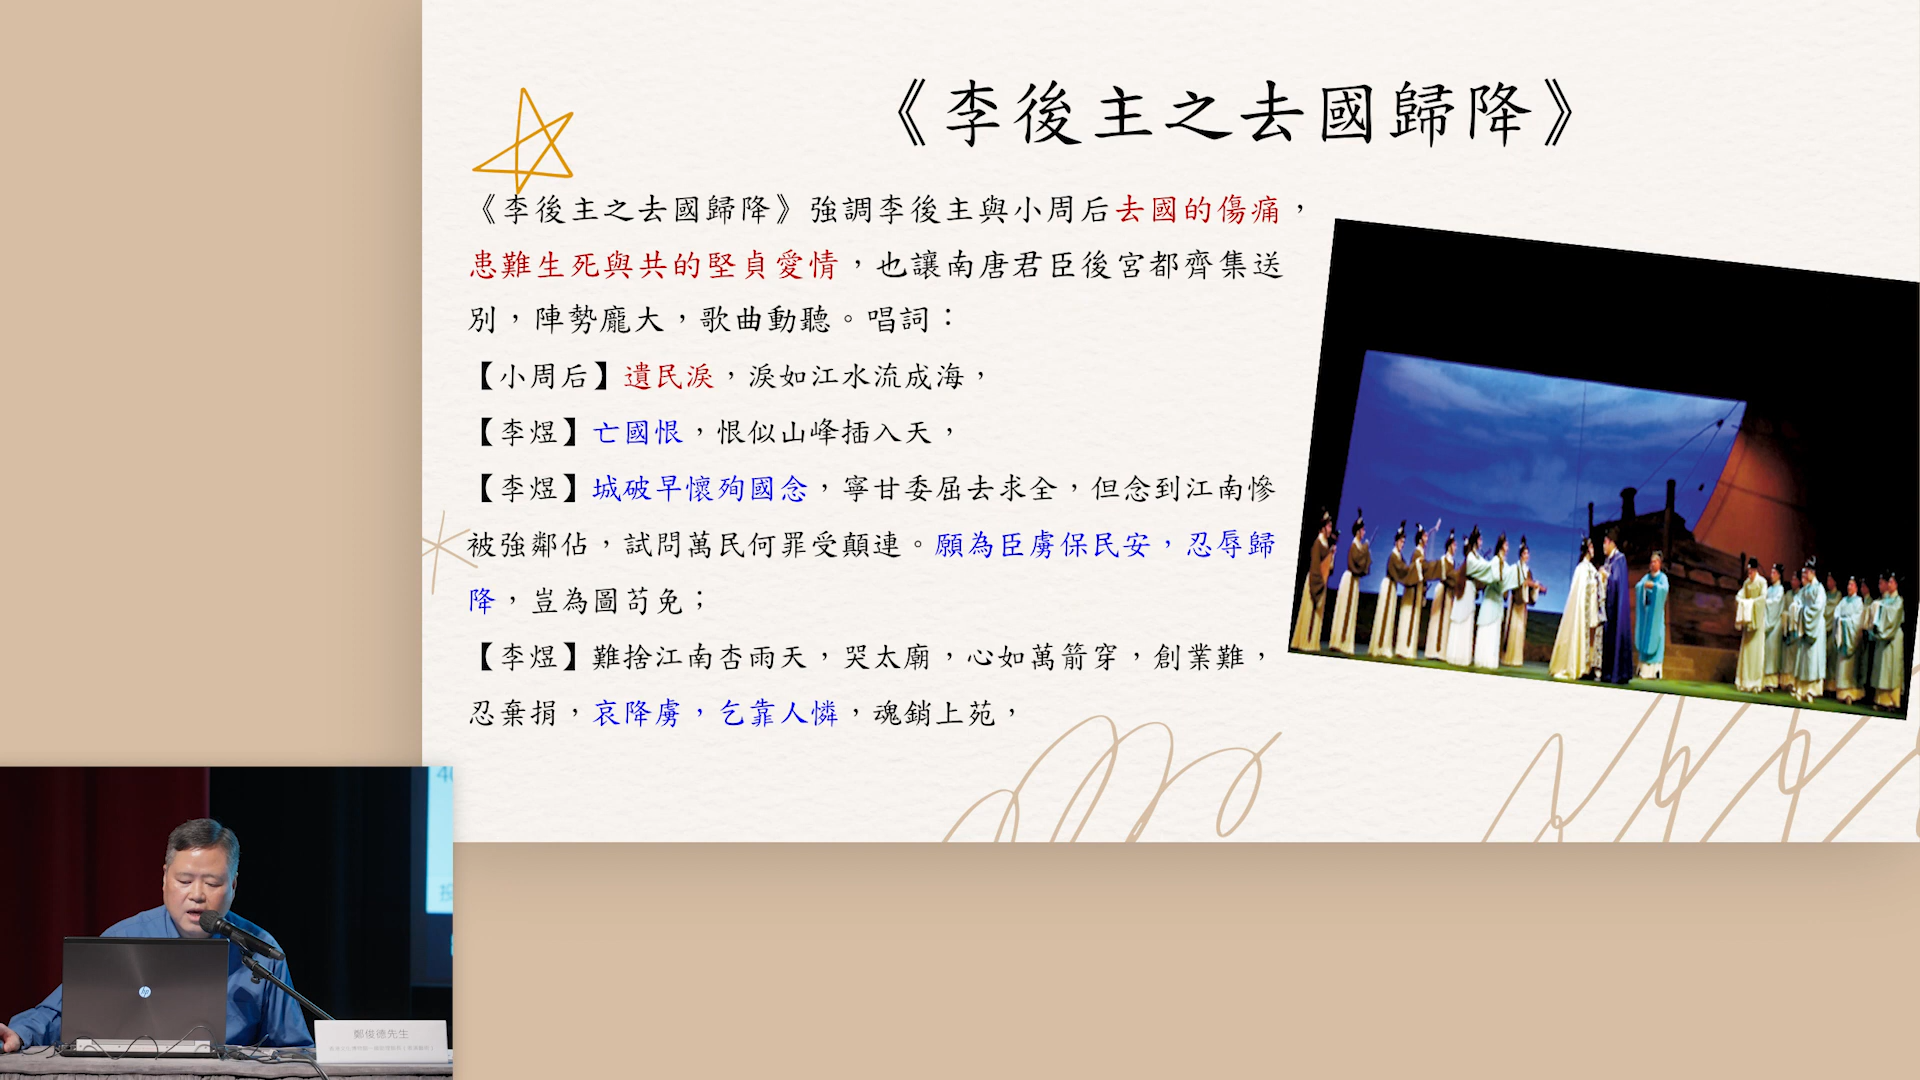 《李後主之去國歸降》
《李後主之去國歸降》強調李後主與小周后去國的傷痛，
患難生死與共的堅貞愛情，也讓南唐君臣後宮都齊集送
別，陣勢龐大，歌曲動聽。唱詞：
【小周后】遺民淚，淚如江水流成海，
【李煜】亡國恨，恨似山峰插入天，
【李煜】城破早懷殉國念，寧甘委屈去求全，但念到江南慘
被強鄰佔，試問萬民何罪受顛連。願為臣虜保民安，忍辱歸
降，豈為圖苟免；
【李煜】難捨江南杏雨天，哭太廟，心如萬箭穿，創業難，
忍棄捐，哀降虜，乞靠人憐，魂銷上苑，
40
hp
鄭俊德先生